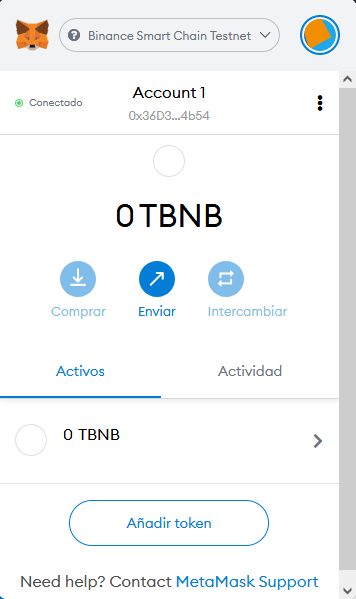 Binance Smart Chain Testnet
Conectado
Account 1
0x36D3...4b54
0 TBNB
Comprar
Enviar
Intercambiar
Activos
Actividad
0 TBNB
Añadir token
Need help? Contact MetaMask Support